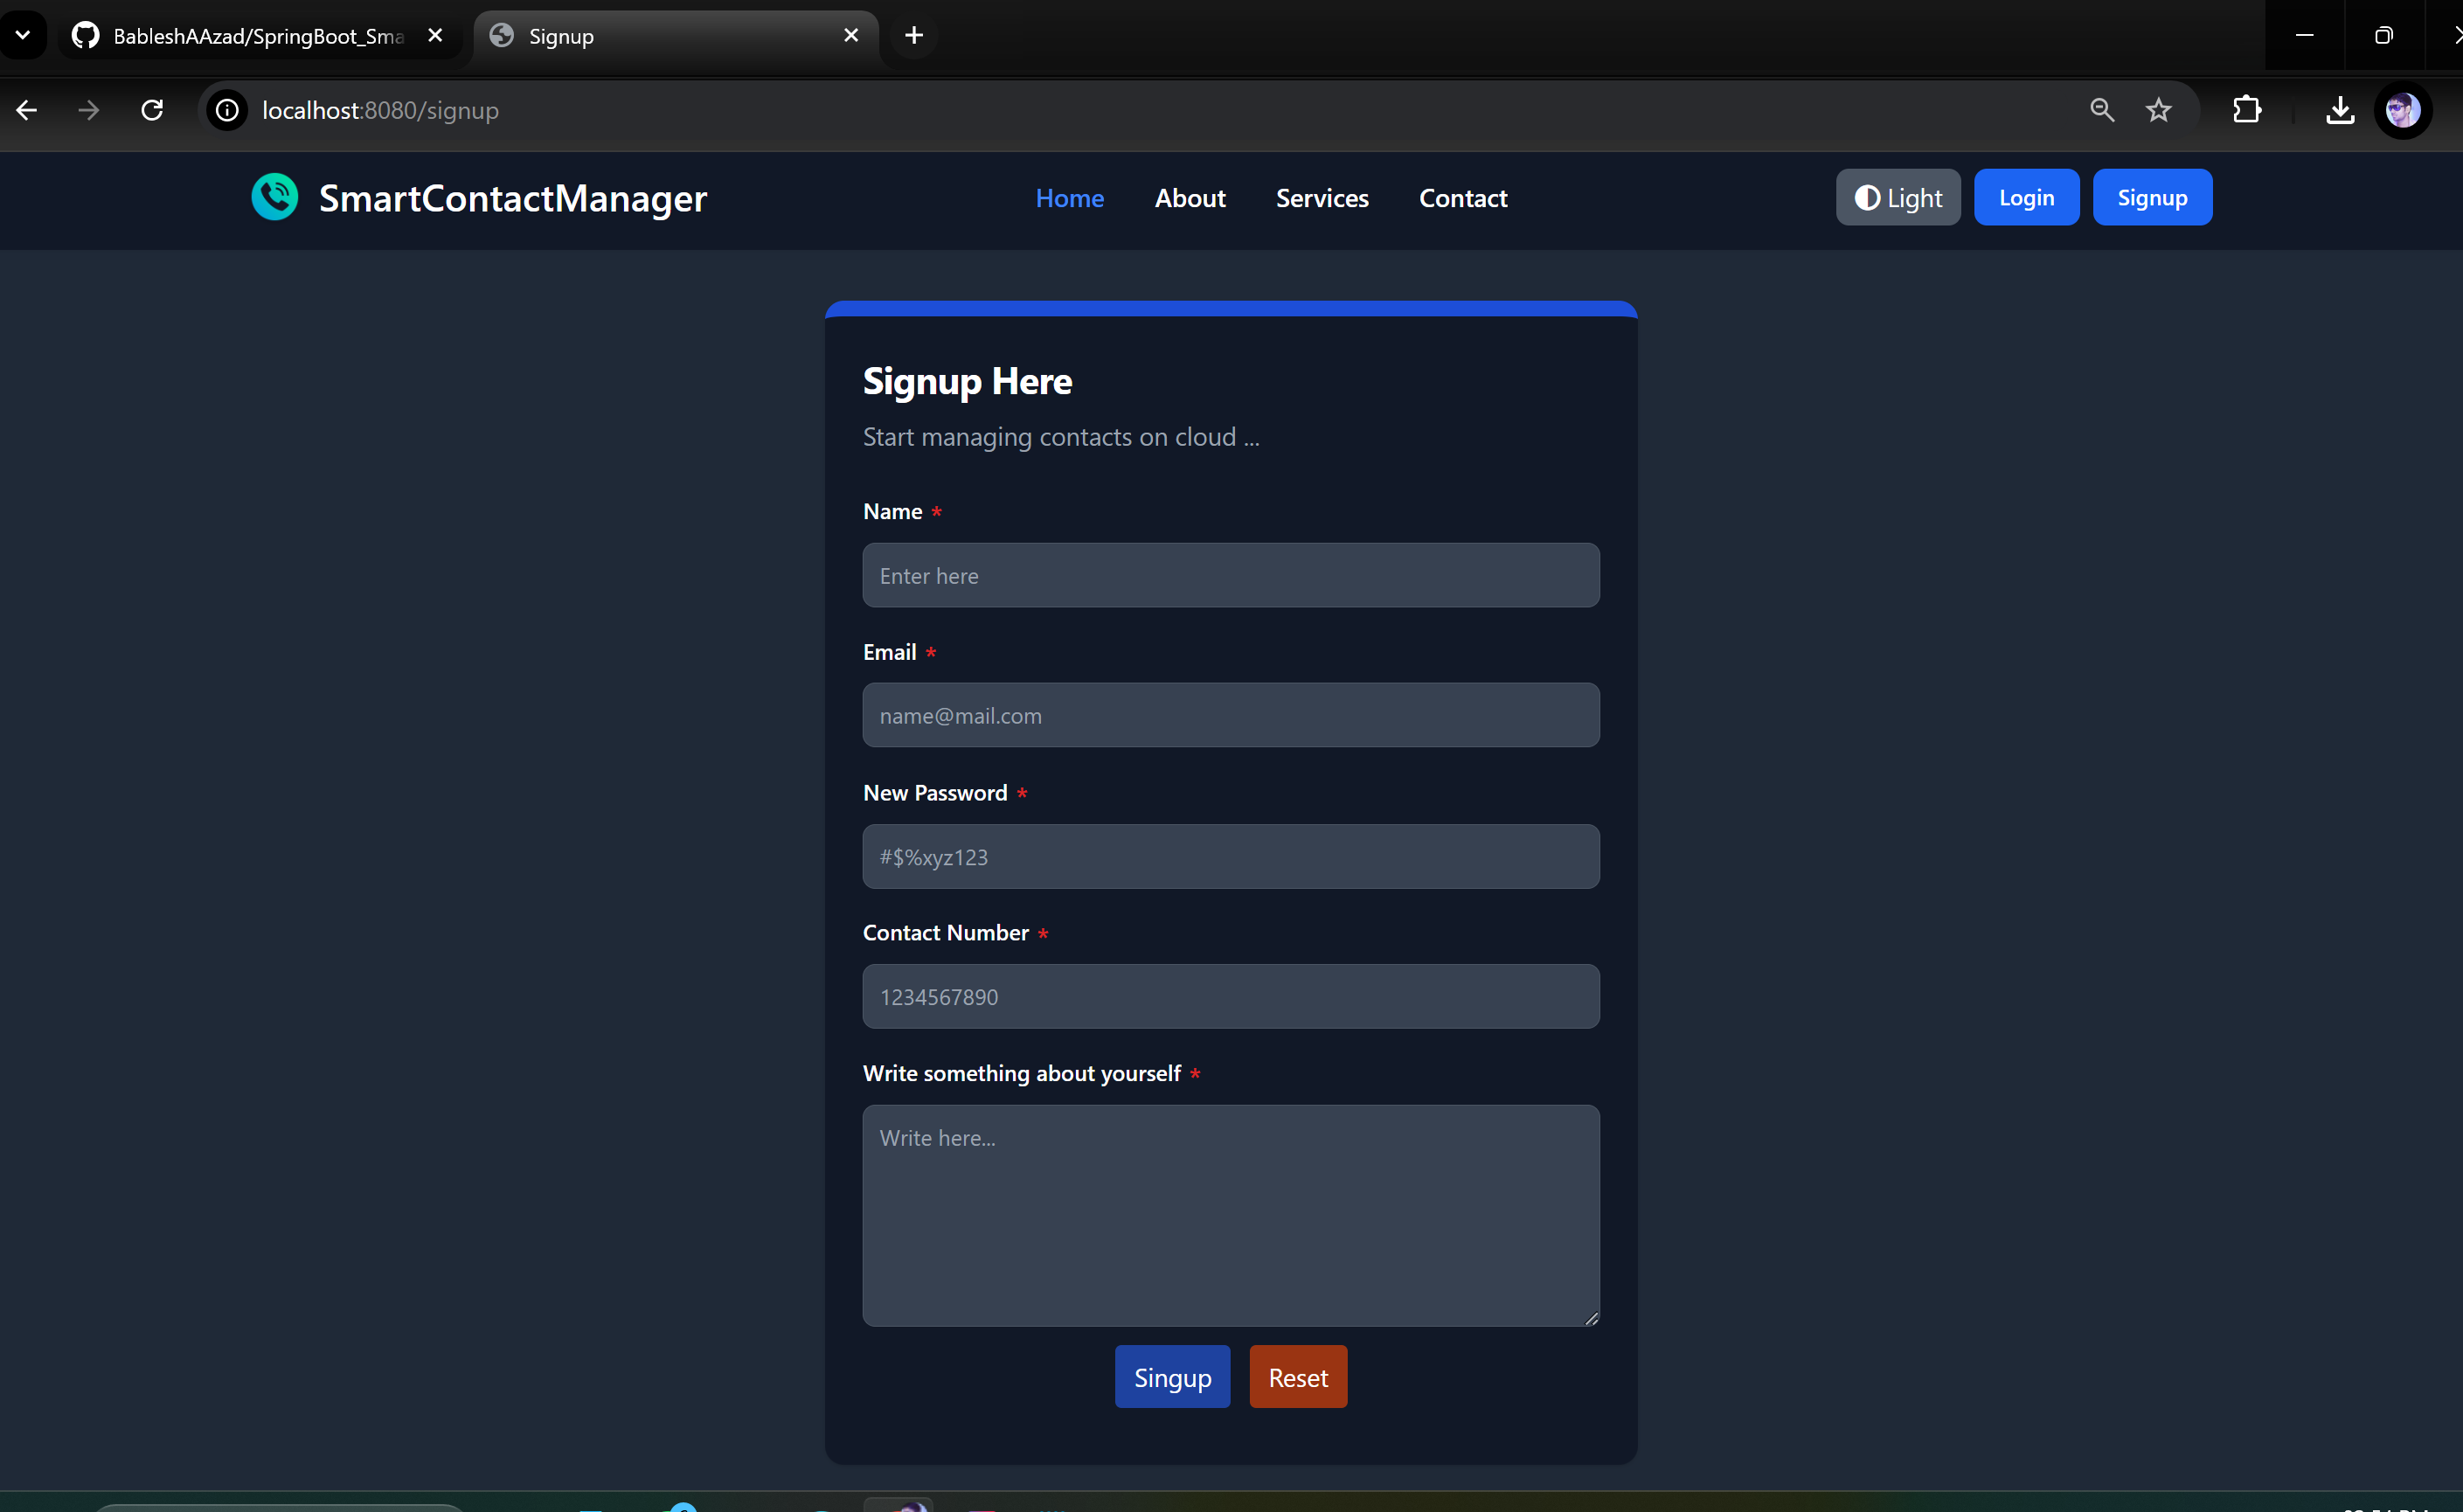 BableshAAzad/SpringBoot_Sma
Signup
localhost:8080/signup
SmartContactManager
Home
About
Services
Contact
Light
Login
Signup
Signup Here
Start managing contacts on cloud ...
Name *
Enter here
Email *
name@mail.com
New Password *
#$%xyz123
Contact Number *
1234567890
Write something about yourself *
Write here...
Singup
Reset